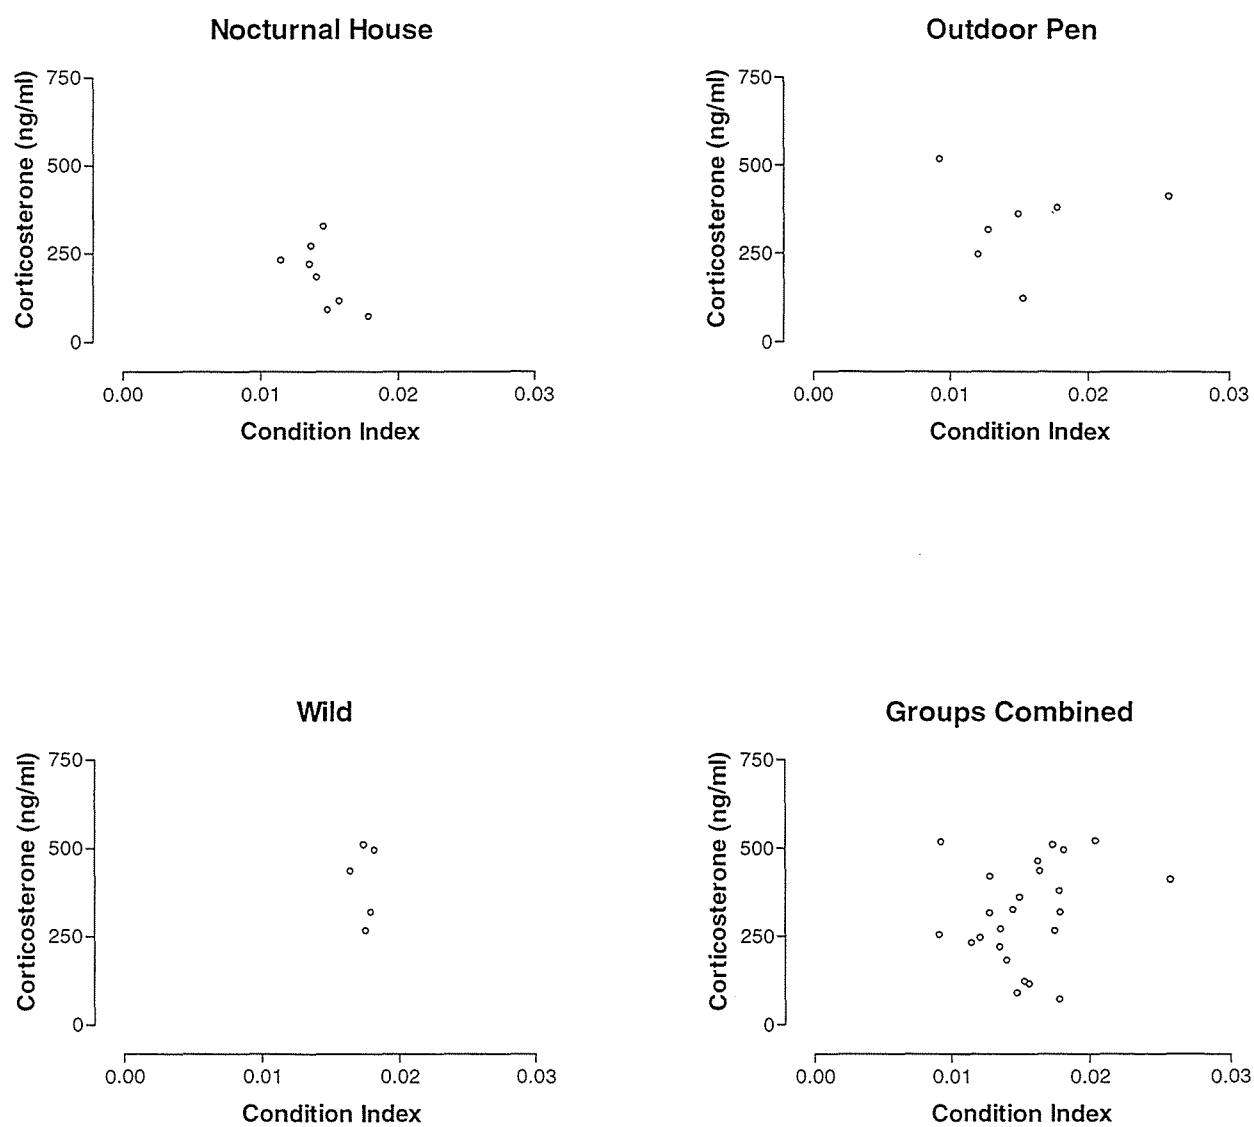 Nocturnal House
Corticosterone (ng/ml)
750
500
250
0
0.00 0.01 0.02 0.03
Condition Index
Outdoor Pen
Corticosterone (ng/ml)
750
500
250
0
0.00 0.01 0.02 0.03
Condition Index
Wild
Corticosterone (ng/ml)
750
500
250
0
0.00 0.01 0.02 0.03
Condition Index
Groups Combined
Corticosterone (ng/ml)
750
500
250
0
0.00 0.01 0.02 0.03
Condition Index